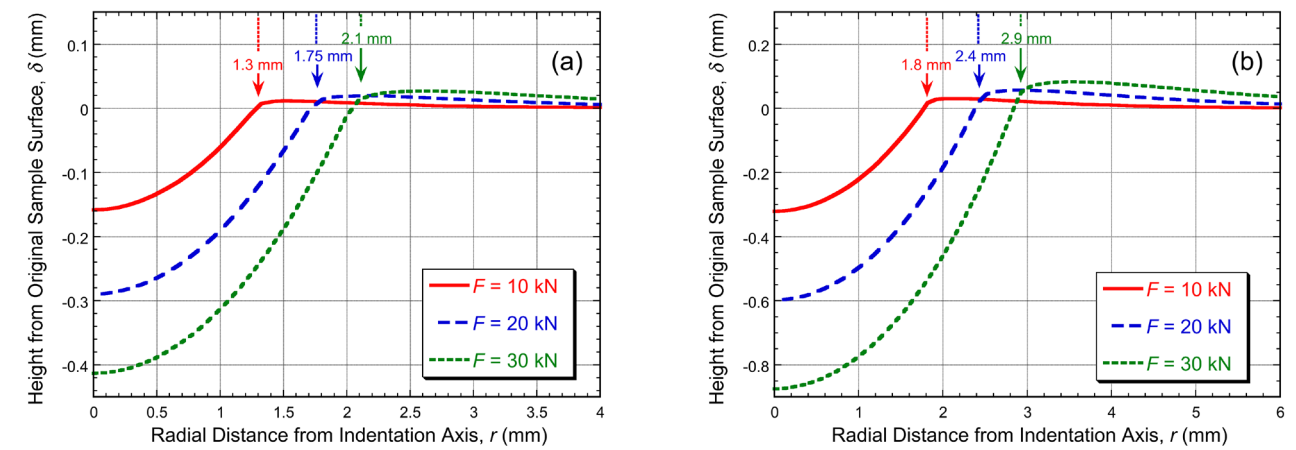 Height from Original Sample Surface, δ (mm)
0.1
0
-0.1
-0.2
-0.3
-0.4
2.1 mm
1.75 mm
1.3 mm
(a)
F = 10 kN
F = 20 kN
F = 30 kN
0 0.5 1 1.5 2 2.5 3 3.5 4
Radial Distance from Indentation Axis, r (mm)
Height from Original Sample Surface, δ (mm)
0.2
0
-0.2
-0.4
-0.6
-0.8
2.9 mm
2.4 mm
1.8 mm
(b)
F = 10 kN
F = 20 kN
F = 30 kN
0 1 2 3 4 5 6
Radial Distance from Indentation Axis, r (mm)